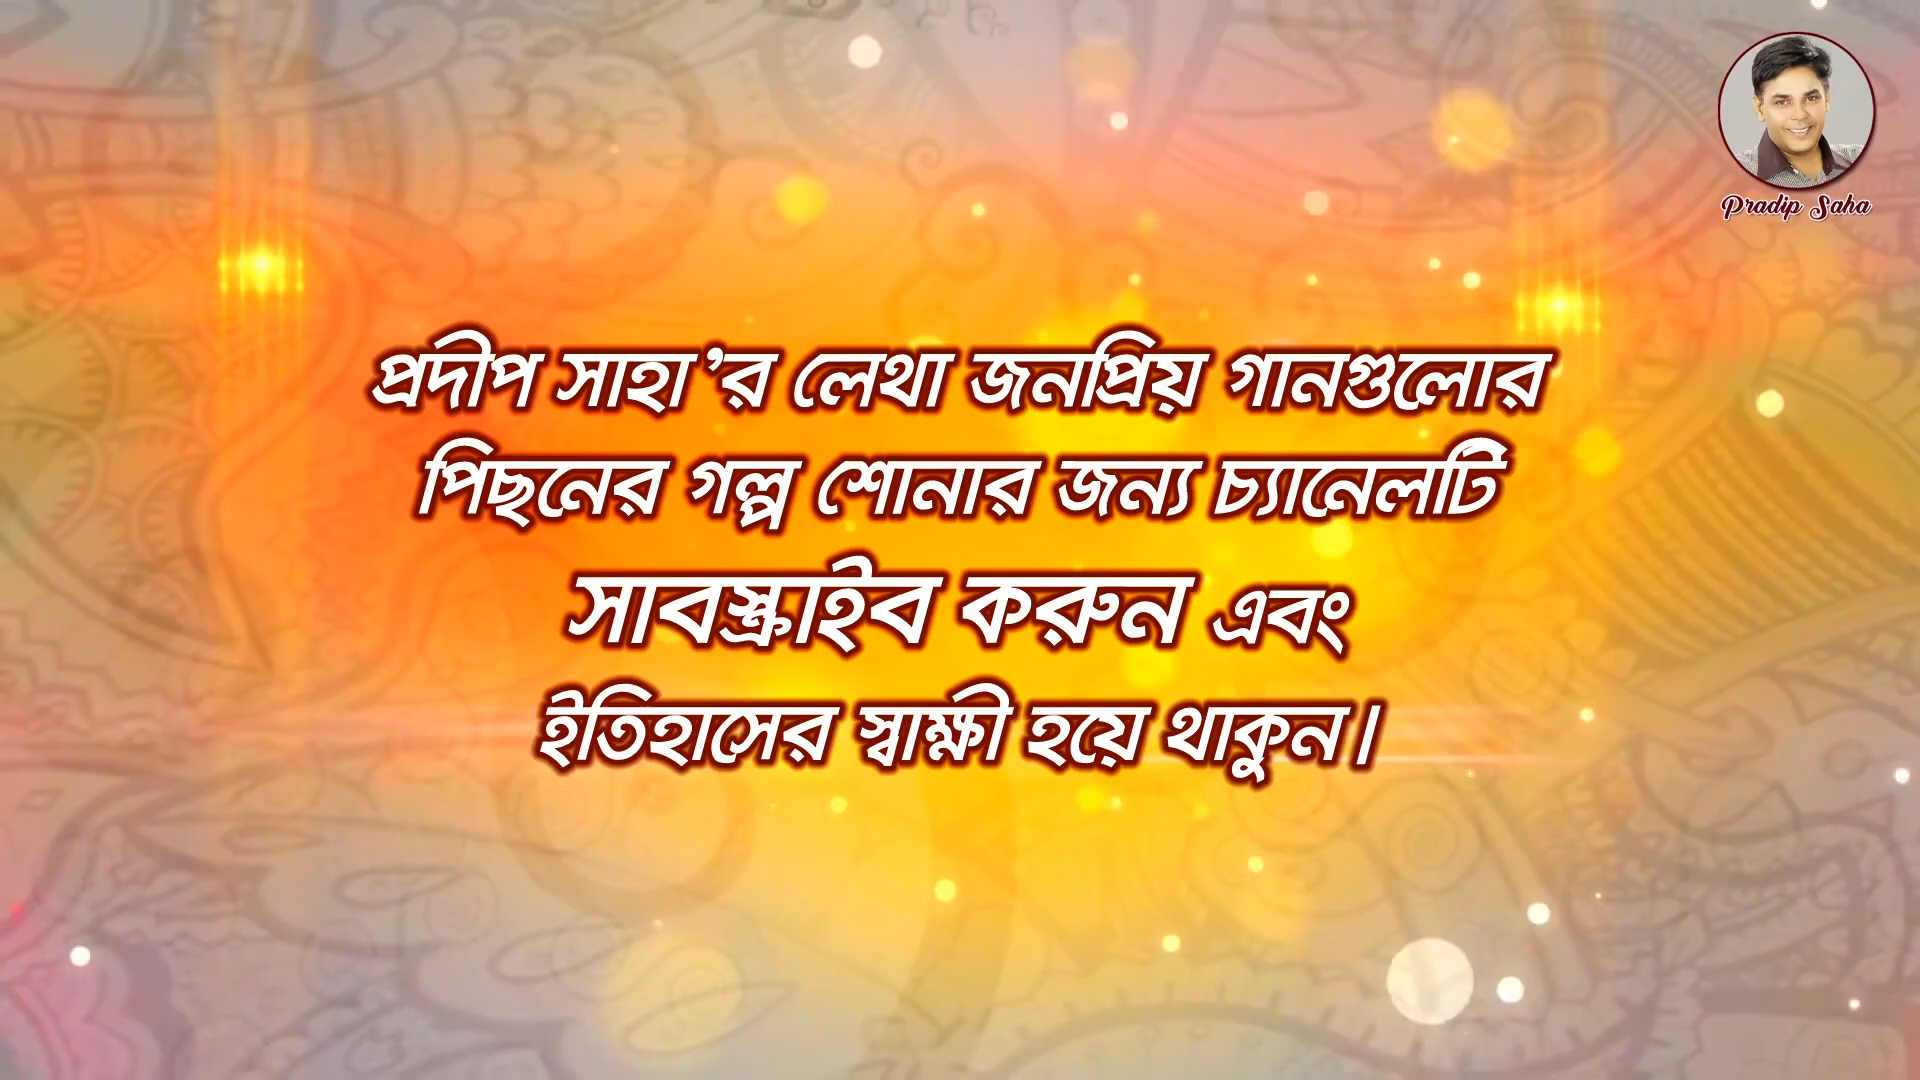 Pradip Saha
প্রদীপ সাহা'র লেখা জনপ্রিয় গানগুলোর
পিছনের গল্প শোনার জন্য চ্যানেলটি
সাবস্ক্রাইব করুন এবং
ইতিহাসের স্বাক্ষী হয়ে থাকুন।